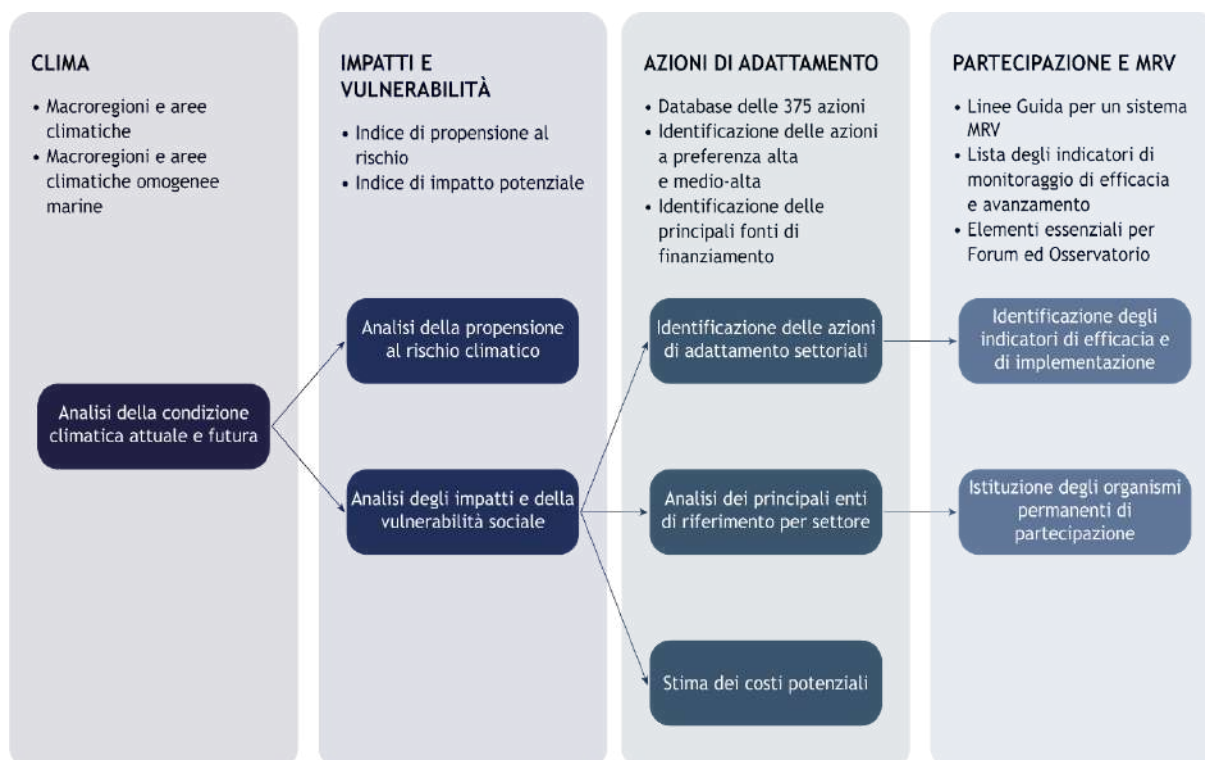 CLIMA
• Macroregioni e aree
climatiche
• Macroregioni e aree
climatiche omogenee
marine
Analisi della condizione
climatica attuale e futura
IMPATTI E
VULNERABILITÀ
• Indice di propensione al
rischio
• Indice di impatto potenziale
Analisi della propensione
al rischio climatico
Analisi degli impatti e della
vulnerabilità sociale
AZIONI DI ADATTAMENTO
• Database delle 375 azioni
• Identificazione delle azioni
a preferenza alta
e medio-alta
• Identificazione delle
principali fonti di
finanziamento
Identificazione delle azioni
di adattamento settoriali
Analisi dei principali enti
di riferimento per settore
Stima dei costi potenziali
PARTECIPAZIONE E MRV
• Linee Guida per un sistema
MRV
• Lista degli indicatori di
monitoraggio di efficacia
e avanzamento
• Elementi essenziali per
Forum ed Osservatorio
Identificazione degli
indicatori di efficacia e
di implementazione
Istituzione degli organismi
permanenti di
partecipazione